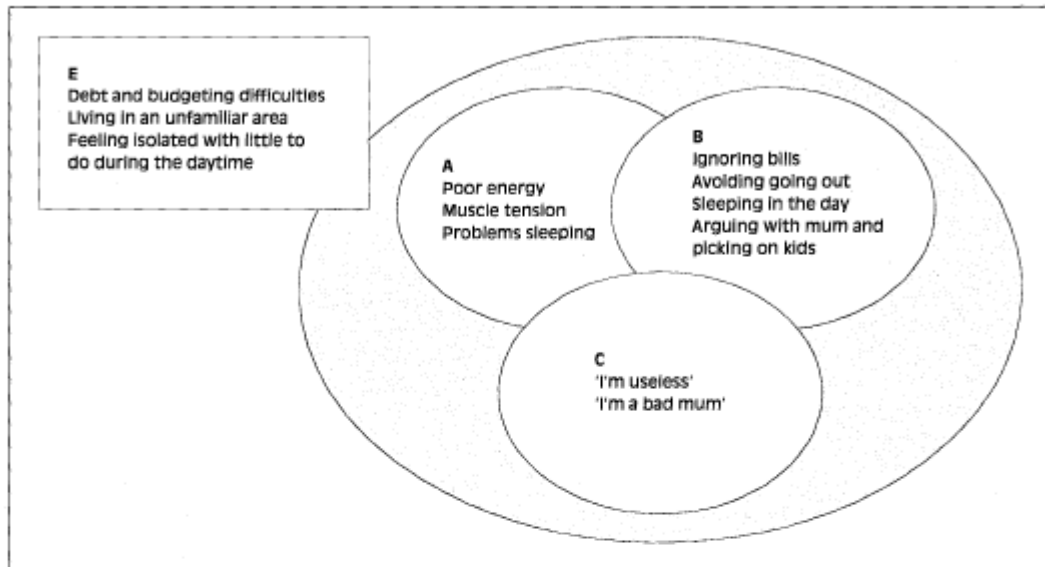 E
Debt and budgeting difficulties
Living in an unfamiliar area
Feeling isolated with little to
do during the daytime
A
Poor energy
Muscle tension
Problems sleeping
B
Ignoring bills
Avoiding going out
Sleeping in the day
Arguing with mum and
picking on kids
C
'I'm useless'
'I'm a bad mum'